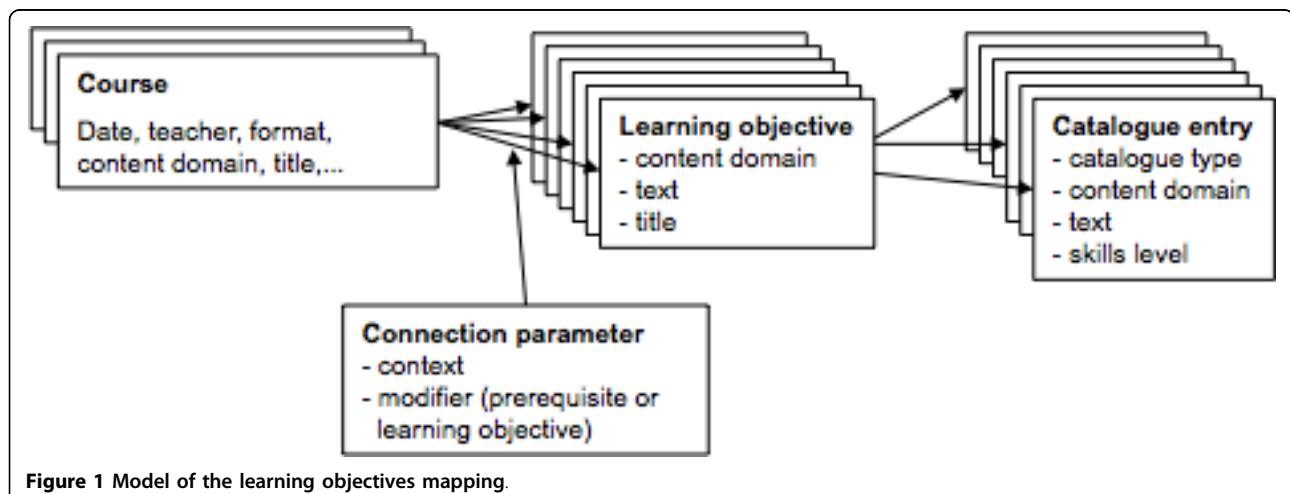 Course
Date, teacher, format,
content domain, title,...
Learning objective
- content domain
- text
- title
Catalogue entry
- catalogue type
- content domain
- text
- skills level
Connection parameter
- context
- modifier (prerequisite or
learning objective)
Figure 1 Model of the learning objectives mapping.